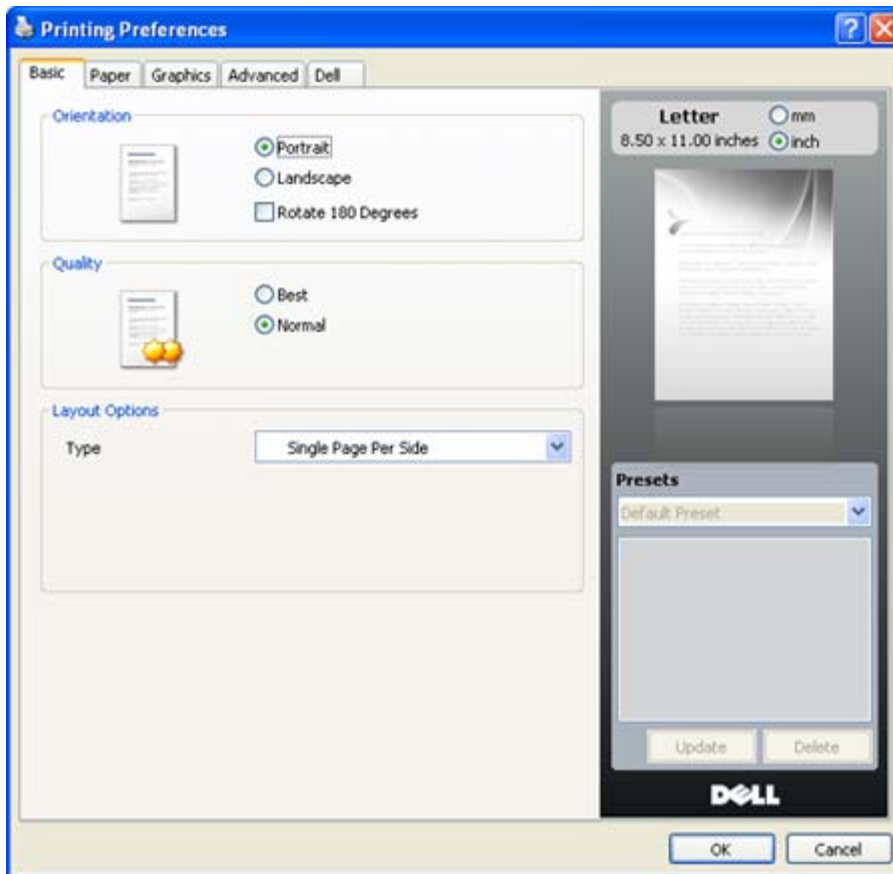 Printing Preferences
Basic Paper Graphics Advanced Dell
Orientation
Portrait
Landscape
Rotate 180 Degrees
Quality
Best
Normal
Layout Options
Type Single Page Per Side
Letter mm
8.50 x 11.00 inches inch
Presets
Default Preset
Update Delete
DELL
OK Cancel